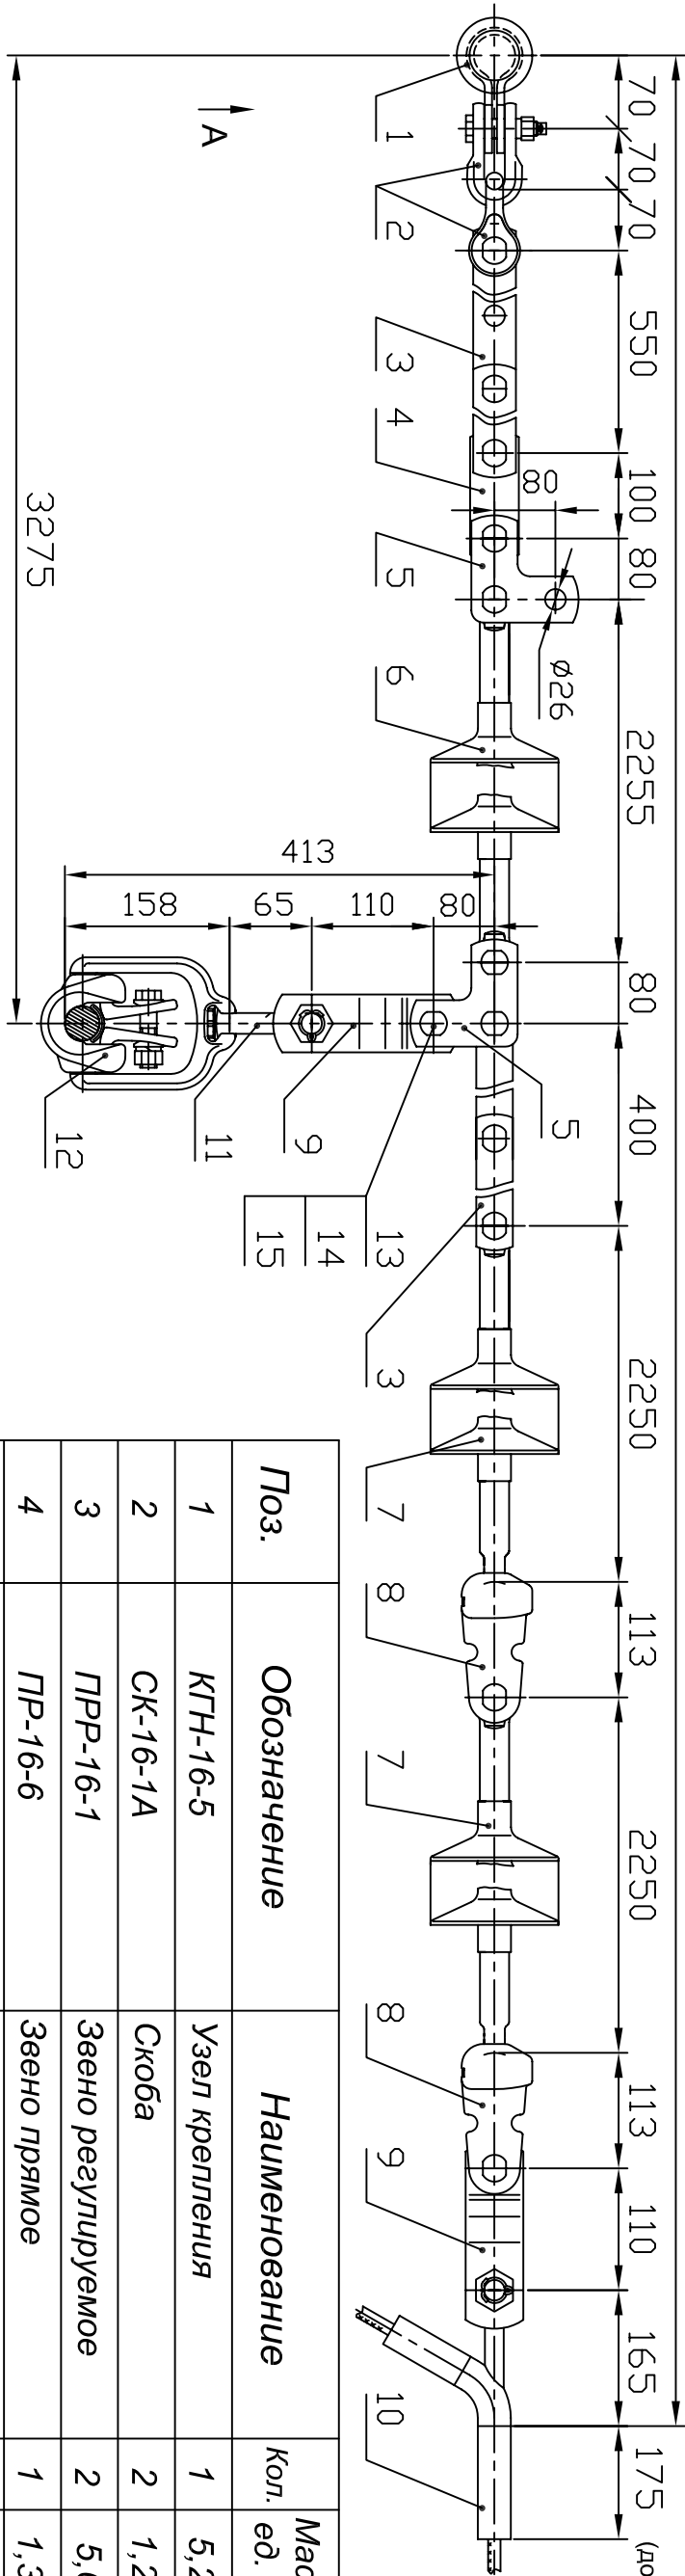 70 70 70 550 100 80 2255 80 400 2250 113 2250 113 110 165 175 (до
80
Ø26
1 2 3 4 5 6
5
3 7 8 7 8 9 10
A
413
158 65 110 80
9
11
12
13
14
15
3275
Поз. Обозначение Наименование Кол.
ед.
1 КГН-16-5 Узел крепления 1
2 СК-16-1А Скоба 2
3 ПРР-16-1 Звено регулируемое 2
4 ПР-16-6 Звено прямое 1